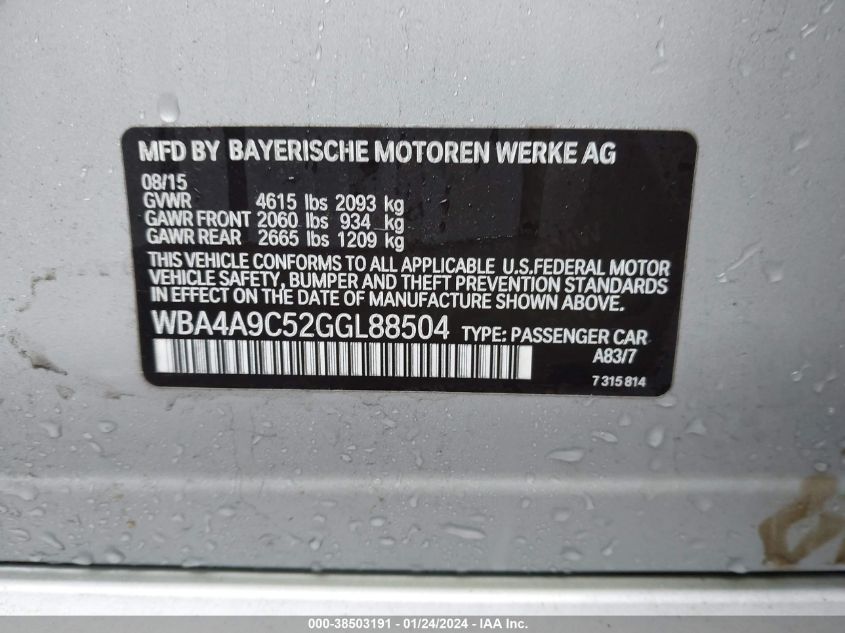 MFD BY BAYERISCHE MOTOREN WERKE AG
08/15
GVWR 4615 lbs 2093 kg
GAWR FRONT 2060 lbs 934 kg
GAWR REAR 2665 lbs 1209 kg
THIS VEHICLE CONFORMS TO ALL APPLICABLE U.S.FEDERAL MOTOR
VEHICLE SAFETY, BUMPER AND THEFT PREVENTION STANDARDS
IN EFFECT ON THE DATE OF MANUFACTURE SHOWN ABOVE.
WBA4A9C52GGL88504 TYPE: PASSENGER CAR
A83/7
7 315 814
000-38503191 - 01/24/2024 - IAA Inc.